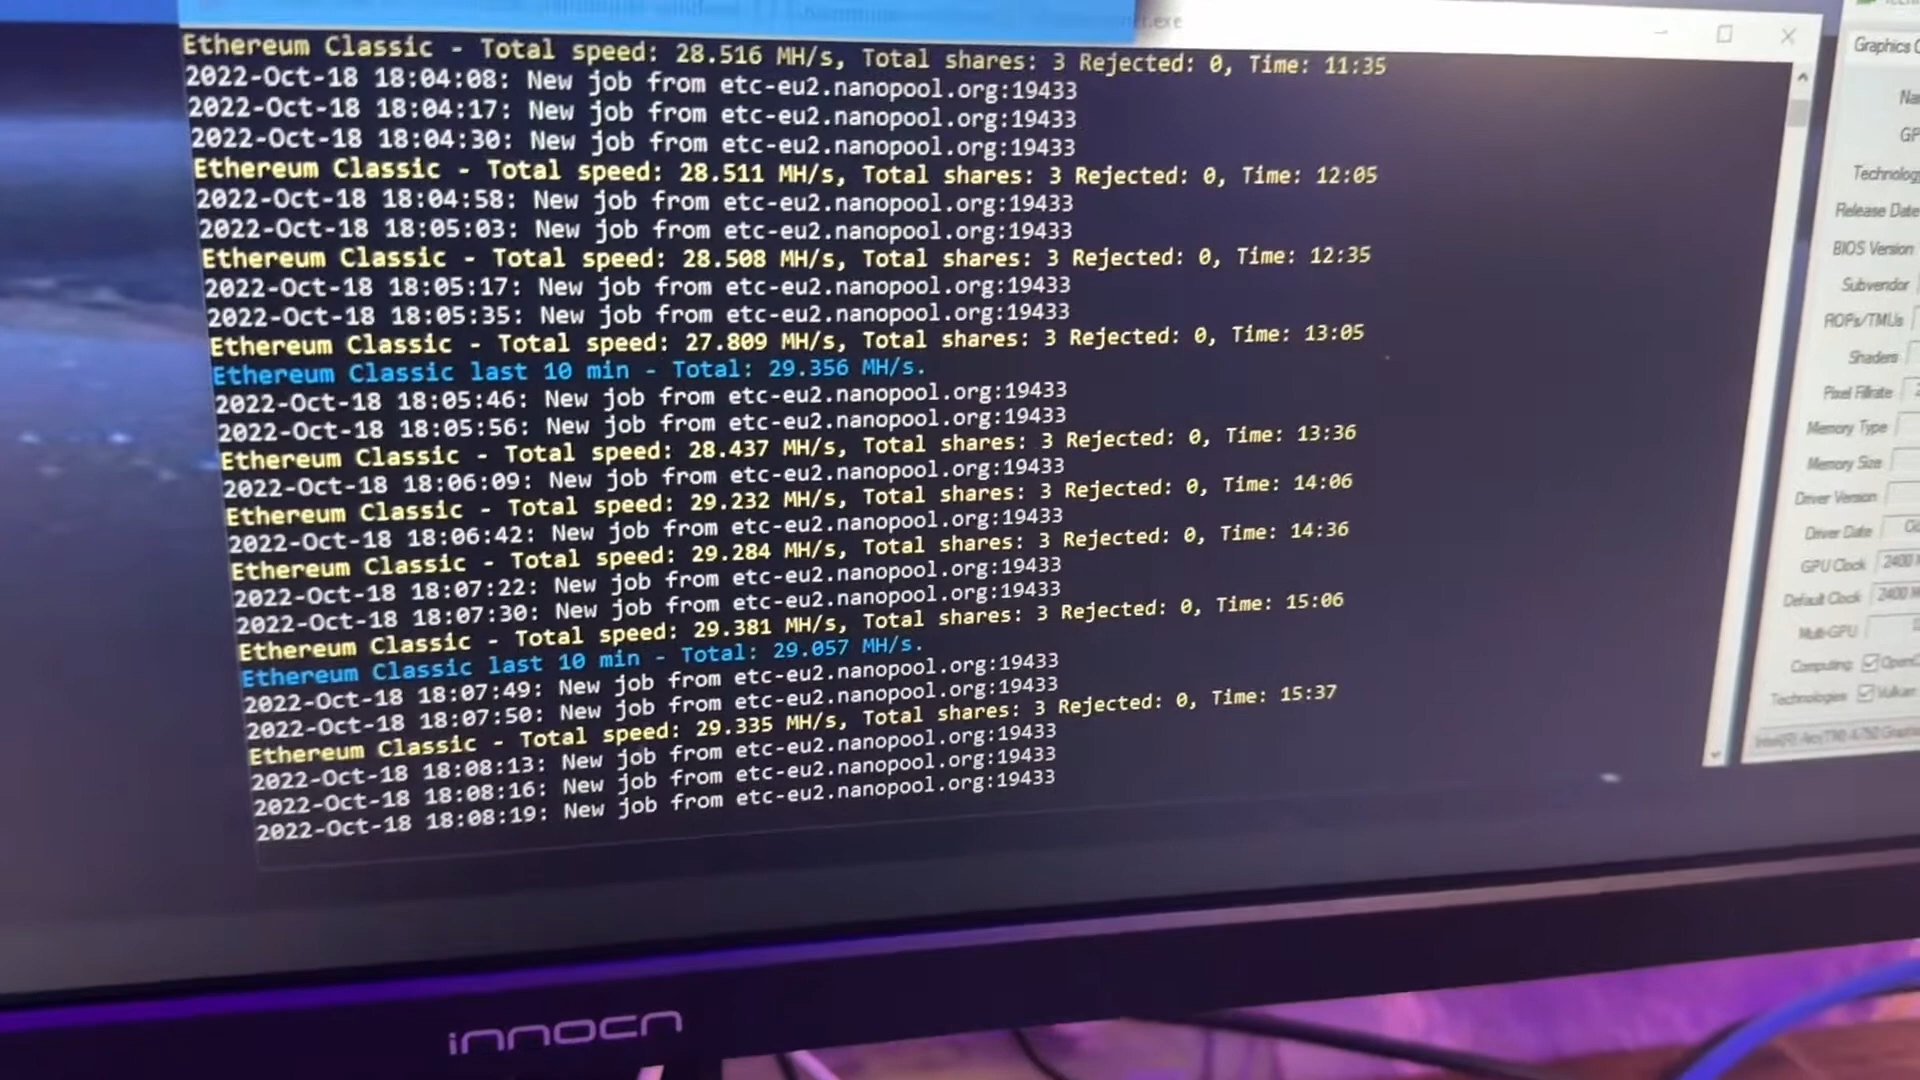 Ethereum Classic - Total speed: 28.516 MH/s, Total shares: 3 Rejected: 0, Time: 11:35
2022-Oct-18 18:04:08: New job from etc-eu2.nanopool.org:19433
2022-Oct-18 18:04:17: New job from etc-eu2.nanopool.org:19433
2022-Oct-18 18:04:30: New job from etc-eu2.nanopool.org:19433
Ethereum Classic - Total speed: 28.511 MH/s, Total shares: 3 Rejected: 0, Time: 12:05
2022-Oct-18 18:04:58: New job from etc-eu2.nanopool.org:19433
2022-Oct-18 18:05:03: New job from etc-eu2.nanopool.org:19433
Ethereum Classic - Total speed: 28.508 MH/s, Total shares: 3 Rejected: 0, Time: 12:35
2022-Oct-18 18:05:17: New job from etc-eu2.nanopool.org:19433
2022-Oct-18 18:05:35: New job from etc-eu2.nanopool.org:19433
Ethereum Classic - Total speed: 27.809 MH/s, Total shares: 3 Rejected: 0, Time: 13:05
Ethereum Classic last 10 min - Total: 29.356 MH/s.
2022-Oct-18 18:05:46: New job from etc-eu2.nanopool.org:19433
2022-Oct-18 18:05:56: New job from etc-eu2.nanopool.org:19433
Ethereum Classic - Total speed: 28.437 MH/s, Total shares: 3 Rejected: 0, Time: 13:36
2022-Oct-18 18:06:09: New job from etc-eu2.nanopool.org:19433
Ethereum Classic - Total speed: 29.232 MH/s, Total shares: 3 Rejected: 0, Time: 14:06
2022-Oct-18 18:06:42: New job from etc-eu2.nanopool.org:19433
Ethereum Classic - Total speed: 29.284 MH/s, Total shares: 3 Rejected: 0, Time: 14:36
2022-Oct-18 18:07:22: New job from etc-eu2.nanopool.org:19433
2022-Oct-18 18:07:30: New job from etc-eu2.nanopool.org:19433
Ethereum Classic - Total speed: 29.381 MH/s, Total shares: 3 Rejected: 0, Time: 15:06
Ethereum Classic last 10 min - Total: 29.057 MH/s.
2022-Oct-18 18:07:49: New job from etc-eu2.nanopool.org:19433
2022-Oct-18 18:07:50: New job from etc-eu2.nanopool.org:19433
Ethereum Classic - Total speed: 29.335 MH/s, Total shares: 3 Rejected: 0, Time: 15:37
2022-Oct-18 18:08:13: New job from etc-eu2.nanopool.org:19433
2022-Oct-18 18:08:16: New job from etc-eu2.nanopool.org:19433
2022-Oct-18 18:08:19: New job from etc-eu2.nanopool.org:19433
Graphics C
Na
GP
Technology
Release Date
BIOS Version
Subvendor
ROPs/TMUs
Shaders
Pixel Fillrate
Memory Type
Memory Size
Driver Version
Driver Date
GPU Clock 2400 M
Default Clock 2400 M
Multi-GPU
Computing OpenC
Technologies Vulkan
innocn